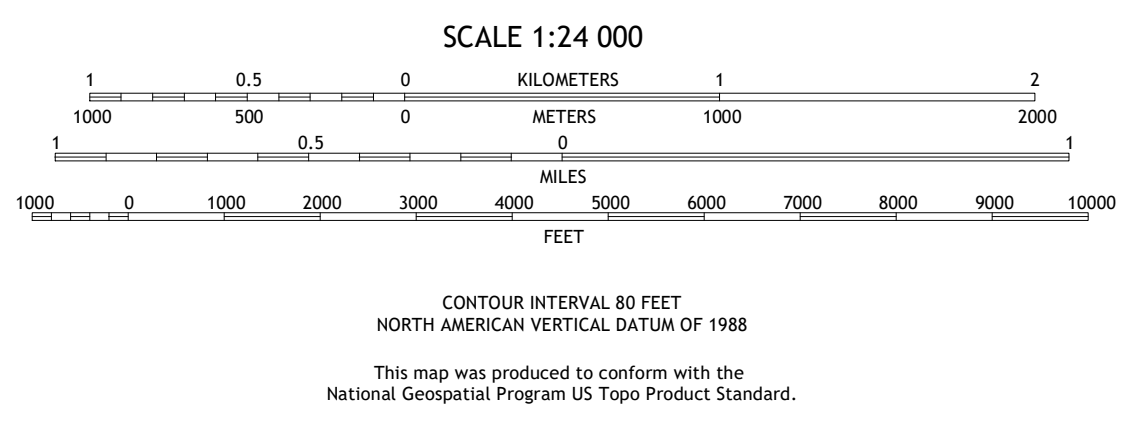 SCALE 1:24 000
1 0.5 0 KILOMETERS 1 2
1000 500 0 METERS 1000 2000
1 0.5 0 1
MILES
1000 0 1000 2000 3000 4000 5000 6000 7000 8000 9000 10000
FEET
CONTOUR INTERVAL 80 FEET
NORTH AMERICAN VERTICAL DATUM OF 1988
This map was produced to conform with the
National Geospatial Program US Topo Product Standard.